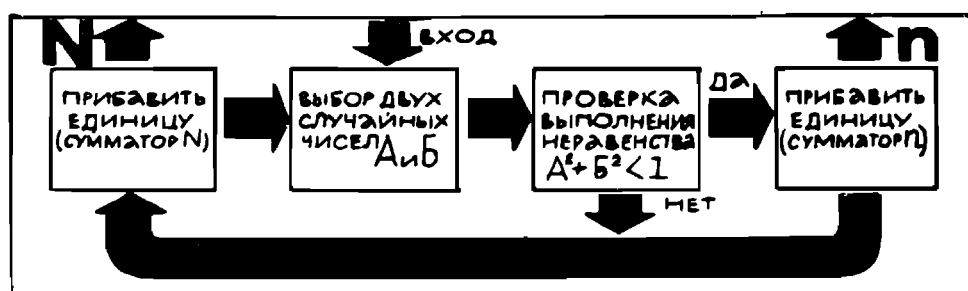 N
ВХОД
n
ПРИБАВИТЬ
ЕДИНИЦУ
(СУММАТОР N)
ВЫБОР ДВУХ
СЛУЧАЙНЫХ
ЧИСЕЛ А и Б
ПРОВЕРКА
ВЫПОЛНЕНИЯ
НЕРАВЕНСТВА
А²+Б²<1
ДА
ПРИБАВИТЬ
ЕДИНИЦУ
(СУММАТОР n)
НЕТ